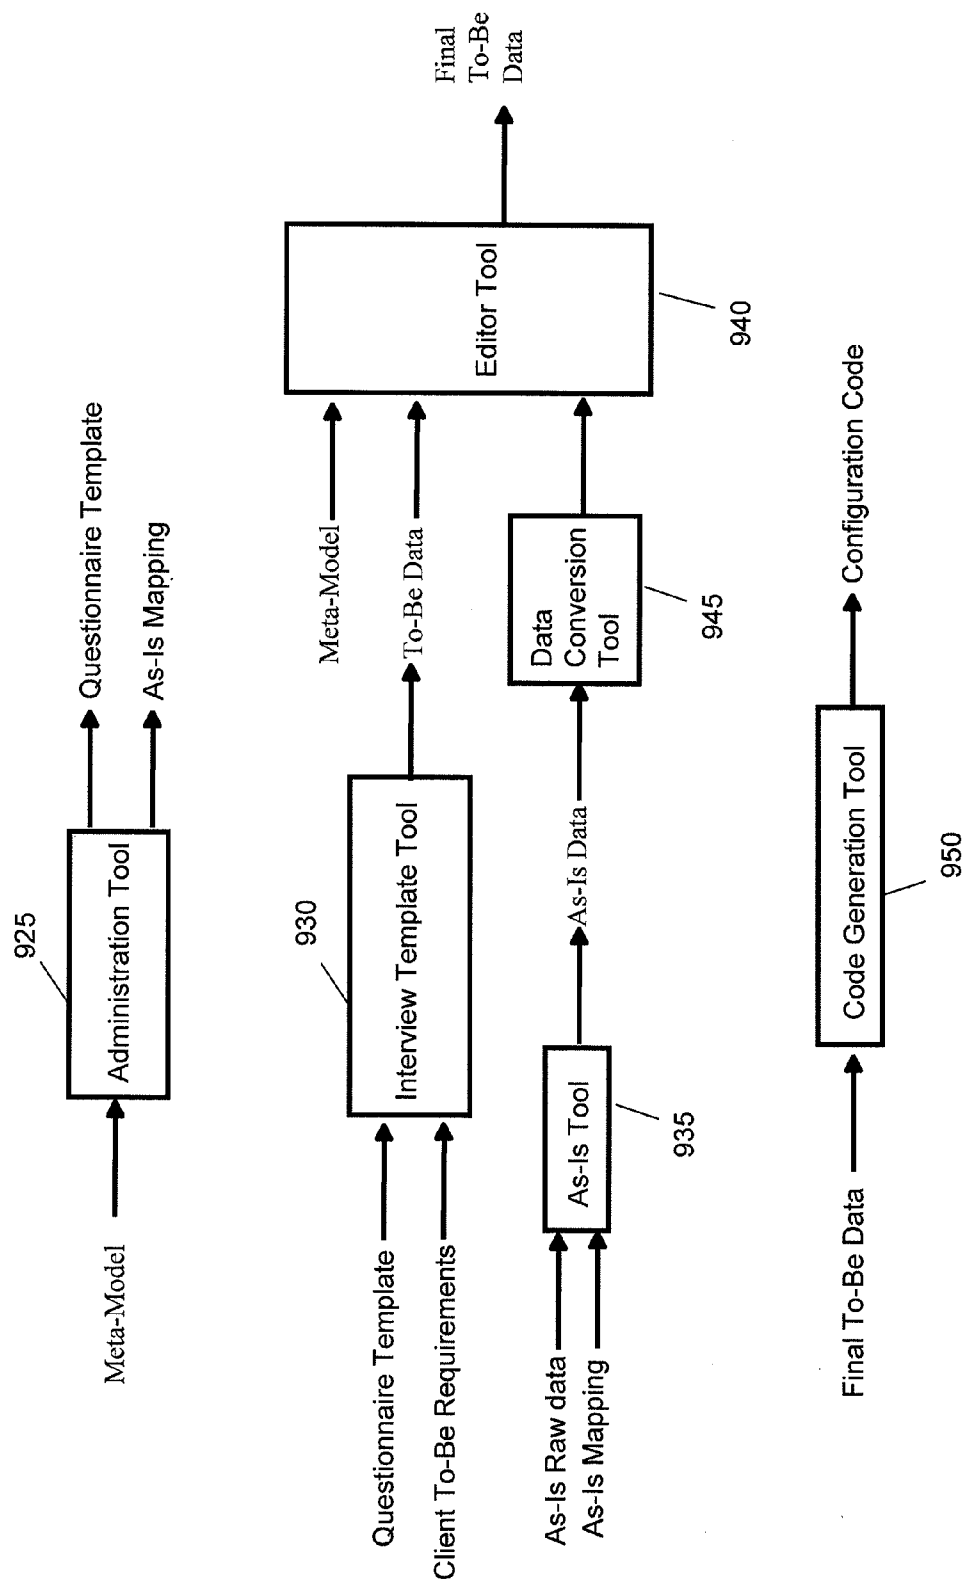 925
Meta-Model
Administration Tool
Questionnaire Template
As-Is Mapping
930
Questionnaire Template
Client To-Be Requirements
Interview Template Tool
To-Be Data
Meta-Model
Editor Tool
940
Final
To-Be
Data
As-Is Raw data
As-Is Mapping
As-Is Tool
935
As-Is Data
Data
Conversion
Tool
945
Final To-Be Data
Code Generation Tool
950
Configuration Code